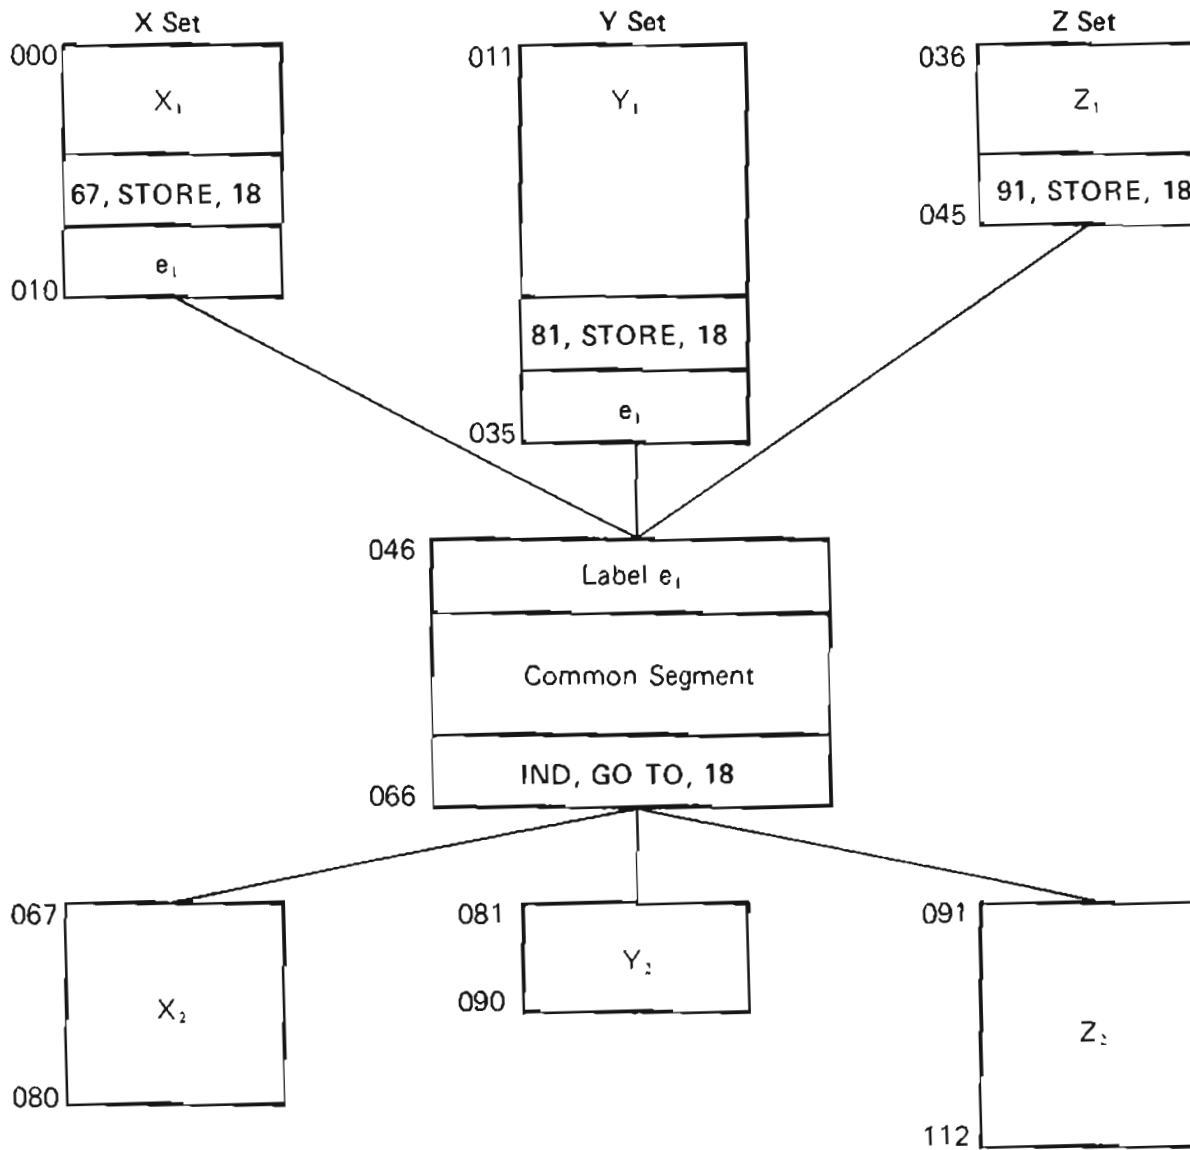 X Set
000
X₁
67, STORE, 18
e₁
010
Y Set
011
Y₁
81, STORE, 18
e₁
035
Z Set
036
Z₁
91, STORE, 18
045
046
Label e₁
Common Segment
IND, GO TO, 18
066
067
X₂
080
081
Y₂
090
091
Z₂
112